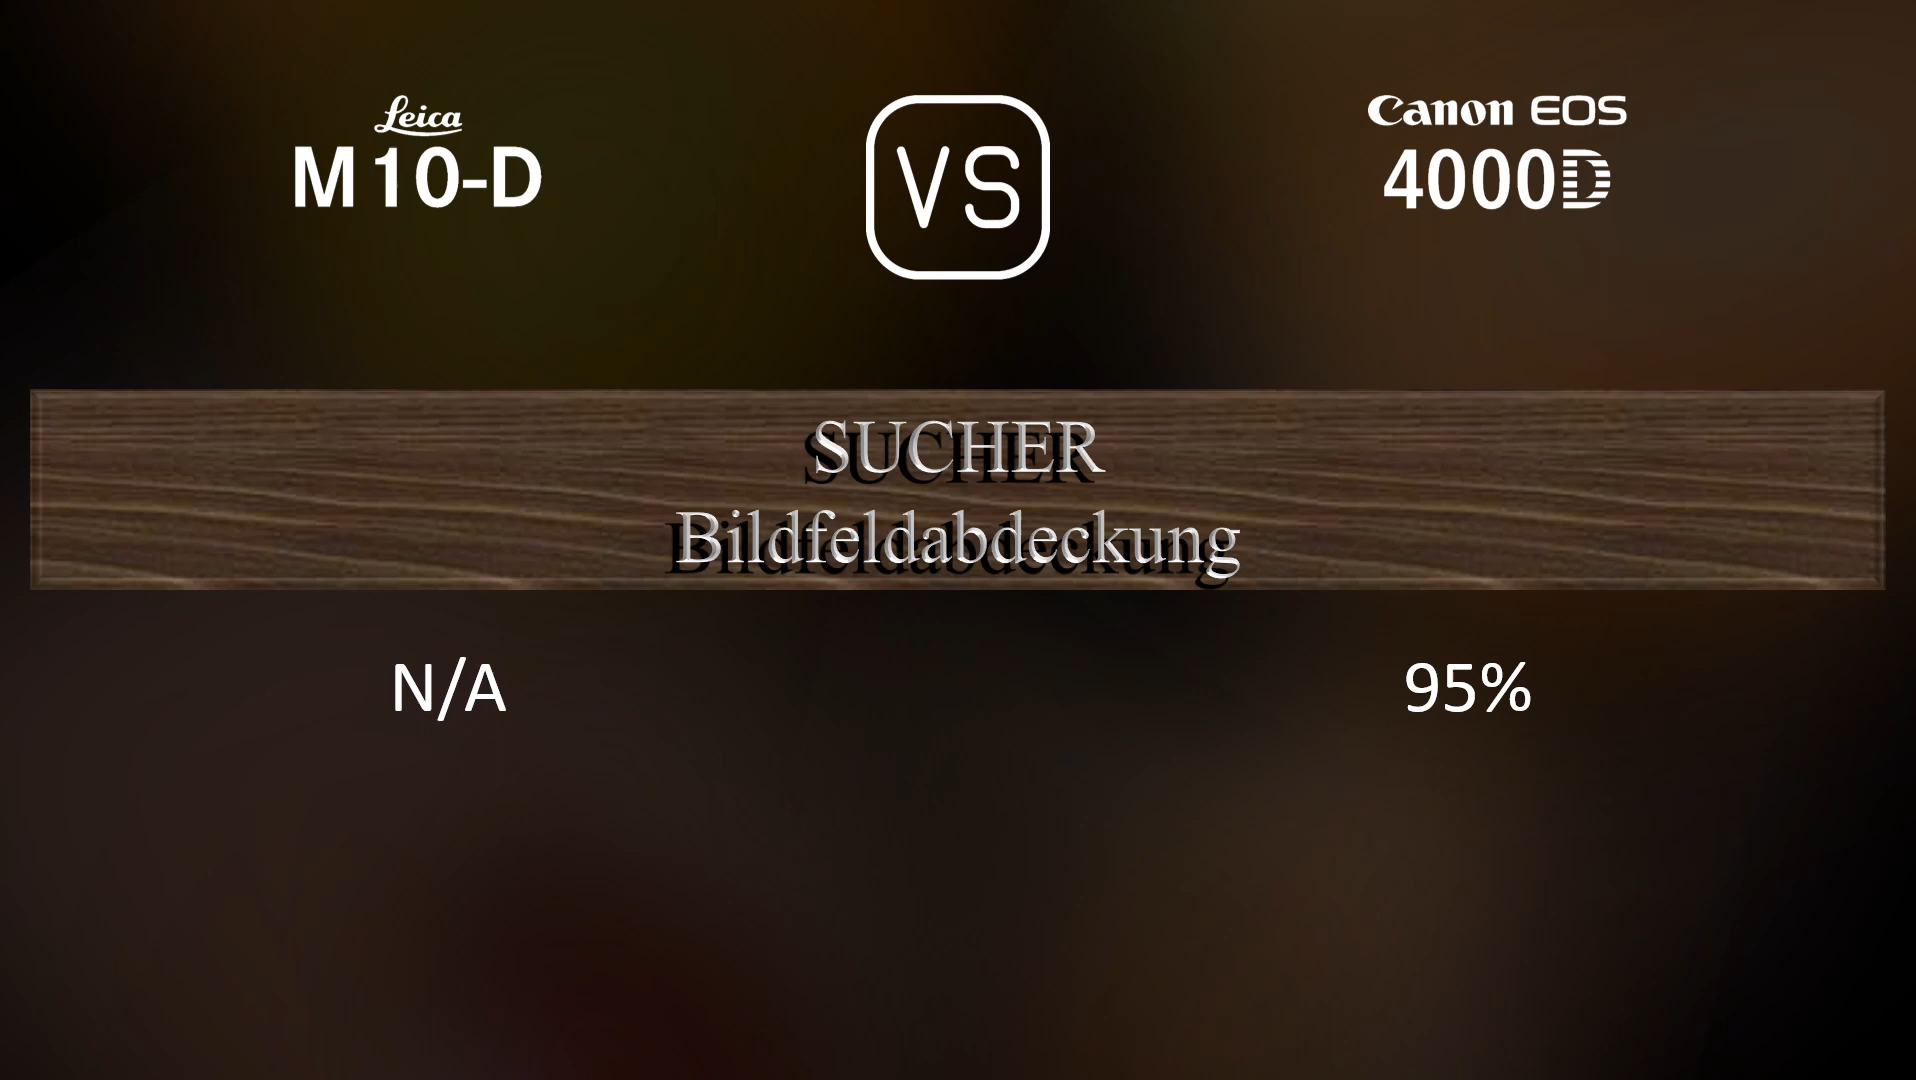 Leica
M10-D
VS
Canon EOS
4000D
SUCHER
Bildfeldabdeckung
N/A
95%